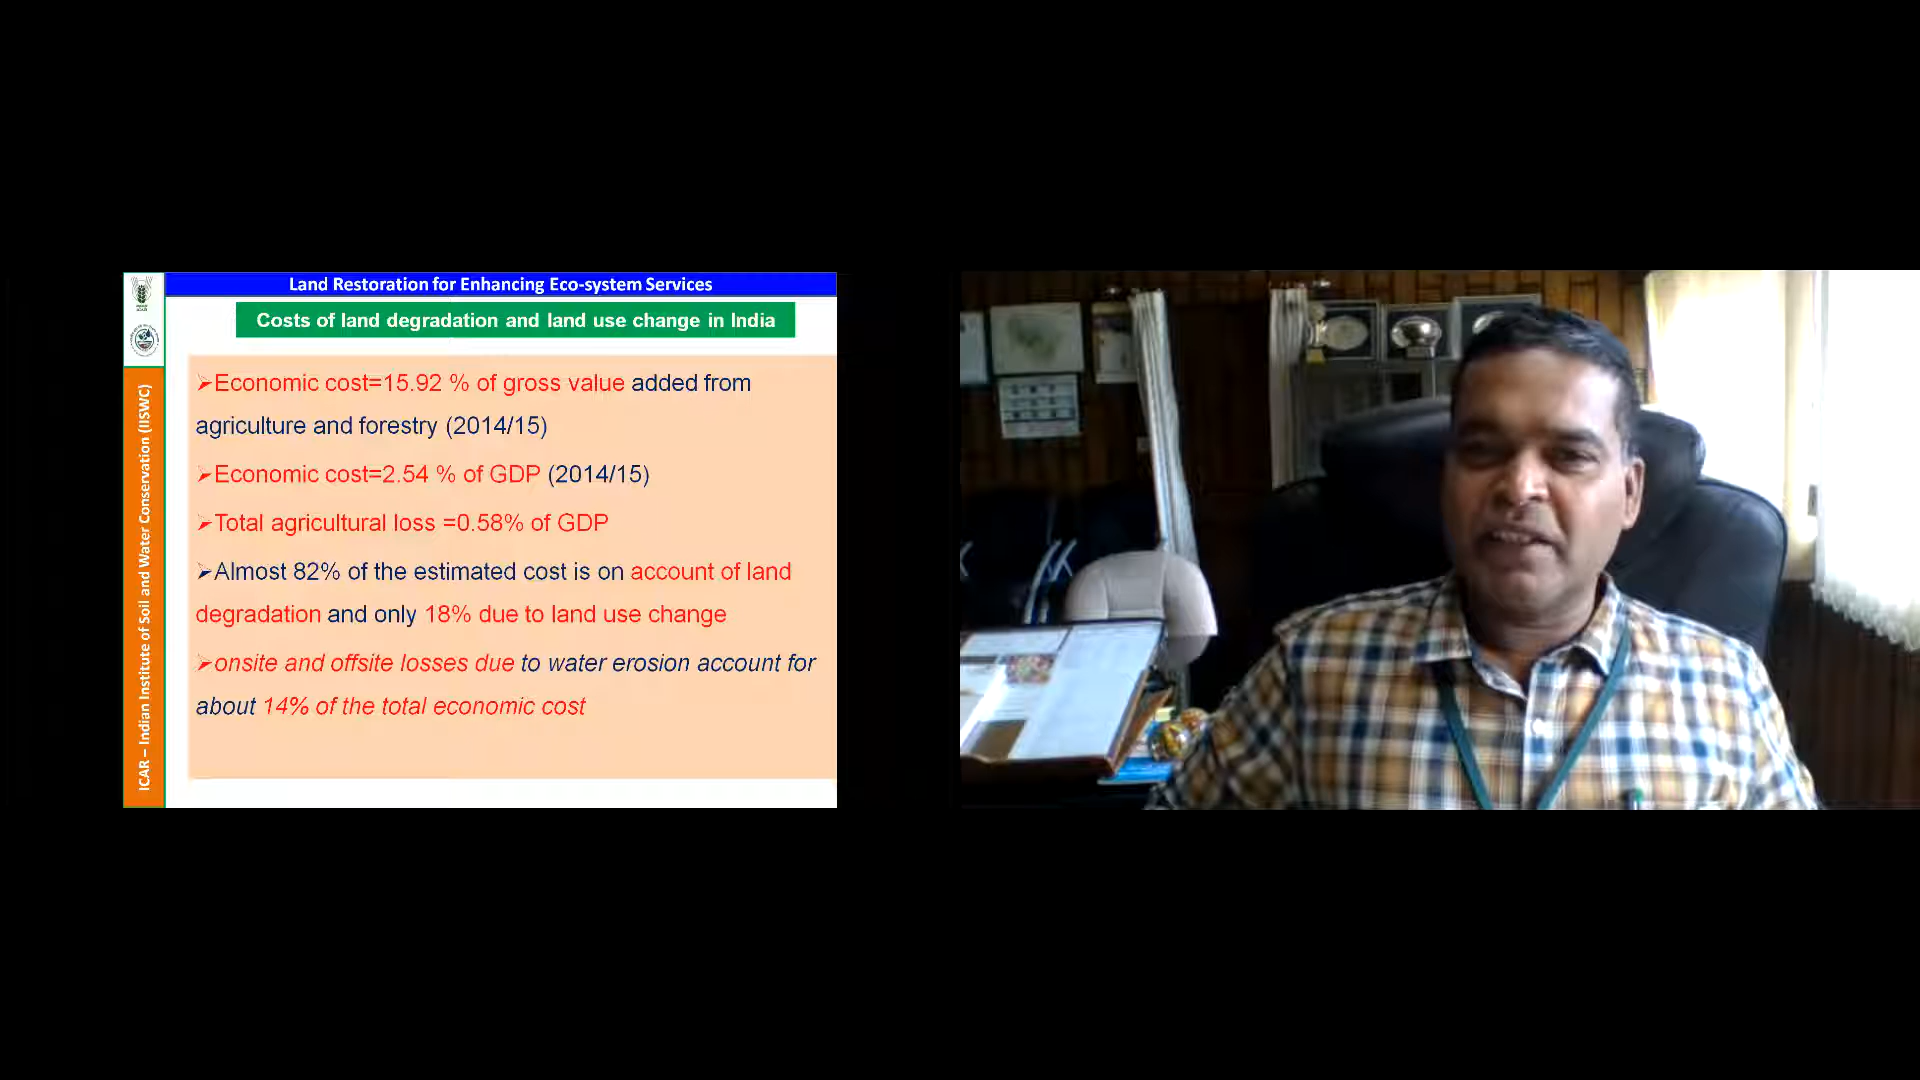 Land Restoration for Enhancing Eco-system Services
Costs of land degradation and land use change in India
ICAR – Indian Institute of Soil and Water Conservation (IISWC)
➢Economic cost=15.92 % of gross value added from
agriculture and forestry (2014/15)
➢Economic cost=2.54 % of GDP (2014/15)
➢Total agricultural loss =0.58% of GDP
➢Almost 82% of the estimated cost is on account of land
degradation and only 18% due to land use change
➢onsite and offsite losses due to water erosion account for
about 14% of the total economic cost